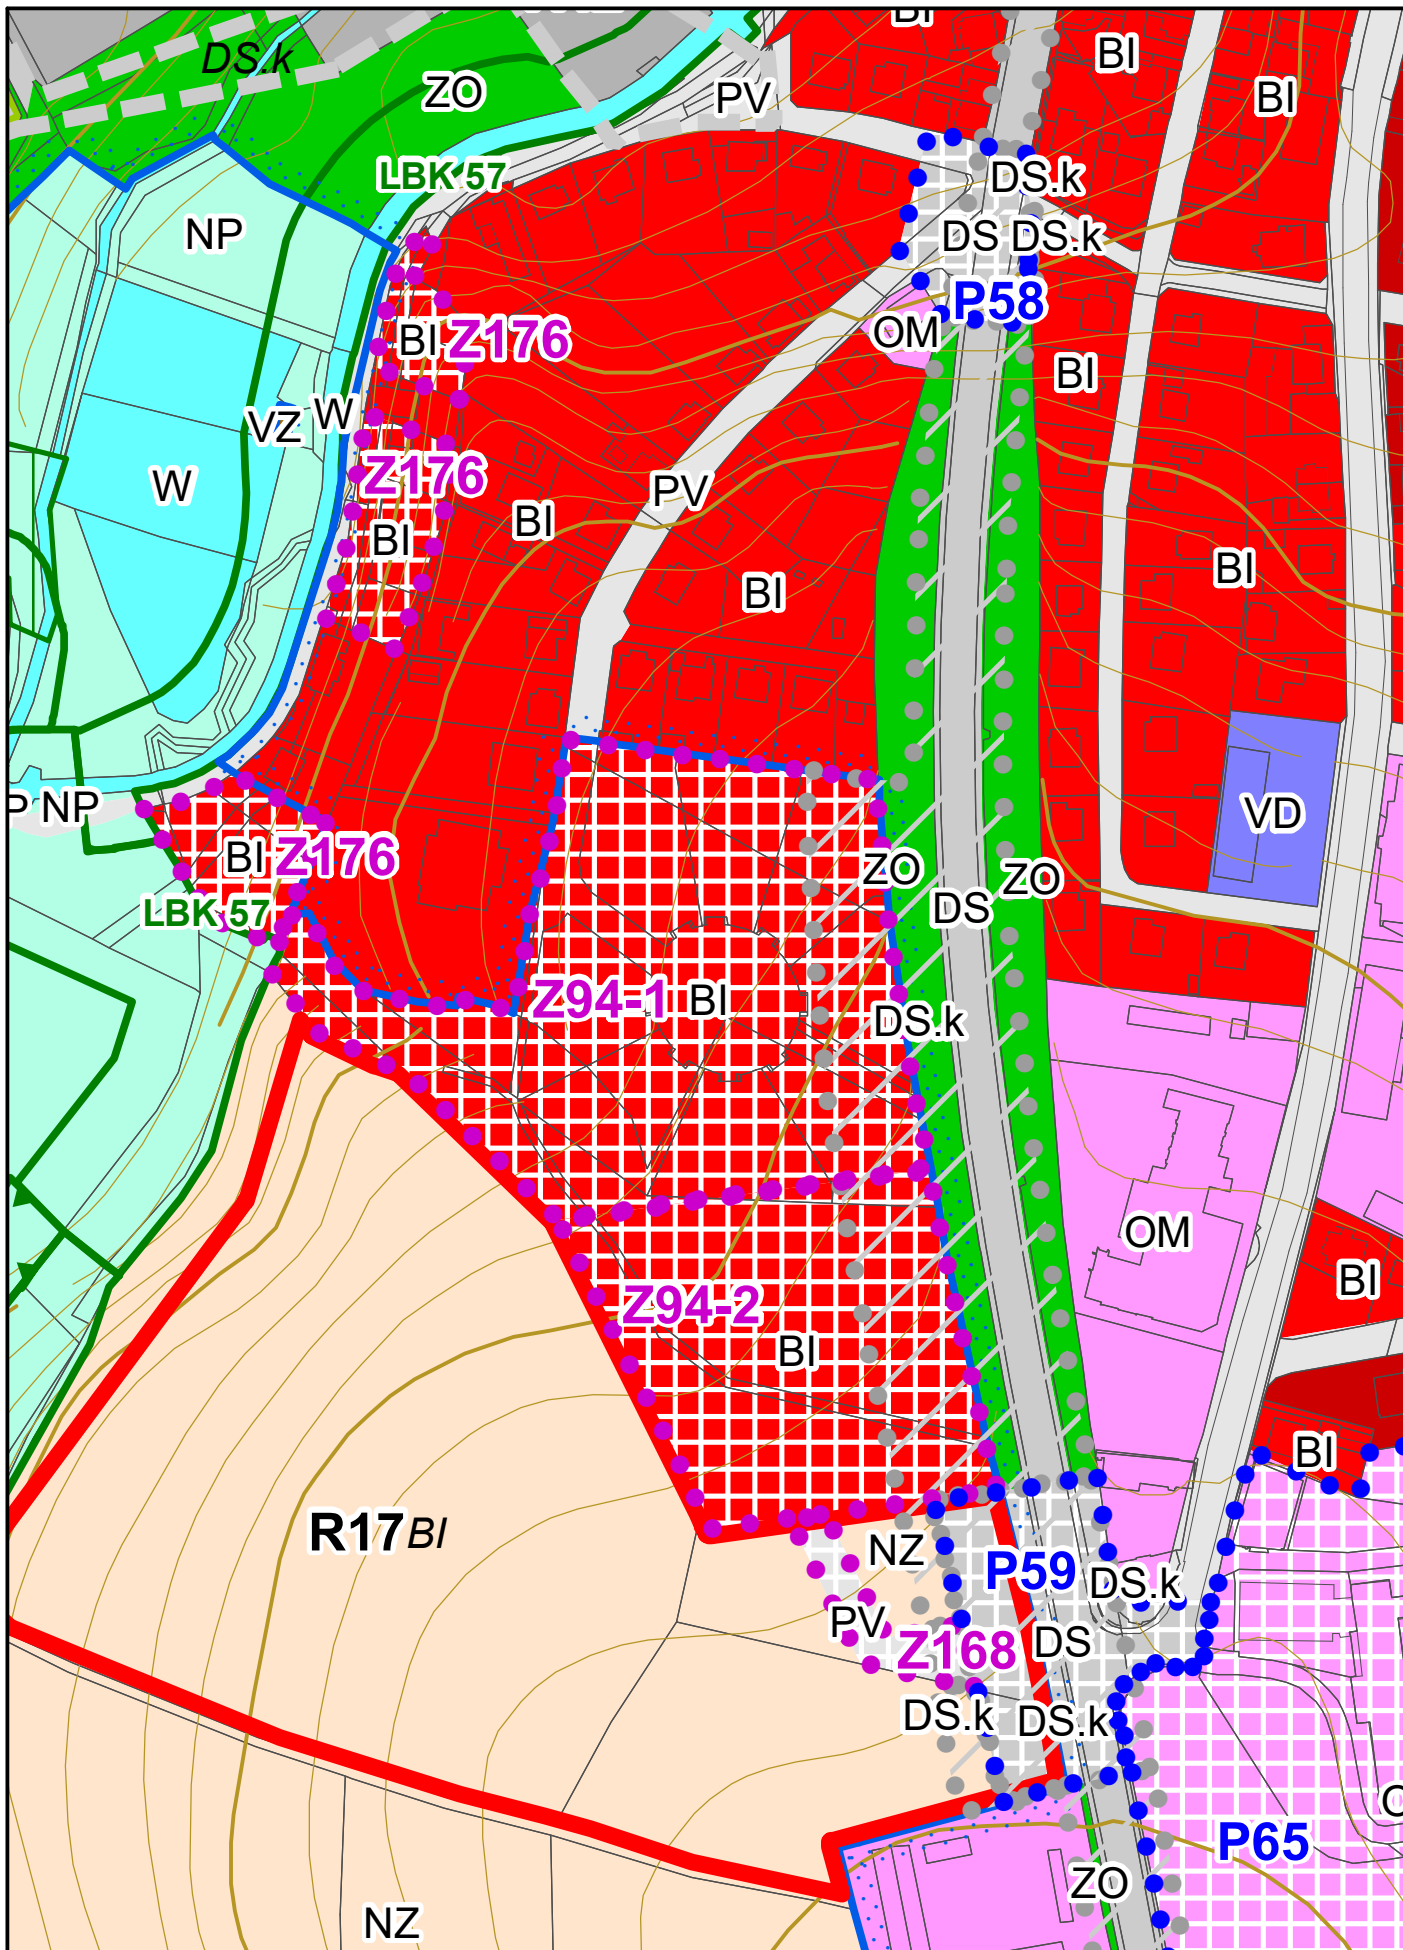 BI
DS.k
BI
ZO
PV
BI
LBK 57
DS.k
NP
DS
DS.k
P58
BI
Z176
OM
BI
VZ
W
Z176
W
PV
BI
BI
BI
BI
NP
VD
BI
Z176
ZO
ZO
LBK 57
DS
Z94-1
BI
DS.k
OM
BI
Z94-2
BI
BI
R17
BI
NZ
P59
DS.k
PV
Z168
DS
DS.k
DS.k
P65
ZO
NZ